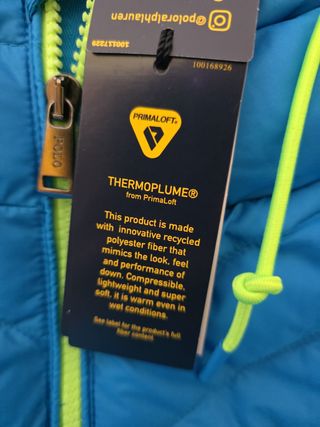 @poloralphlauren
100117229
100168926
POLO
PRIMALOFT®
THERMOPLUME®
from PrimaLoft
This product is made
with innovative recycled
polyester fiber that
mimics the look, feel
and performance of
down. Compressible,
lightweight and super
soft, it is warm even in
wet conditions.
See label for the product's full
fiber content.